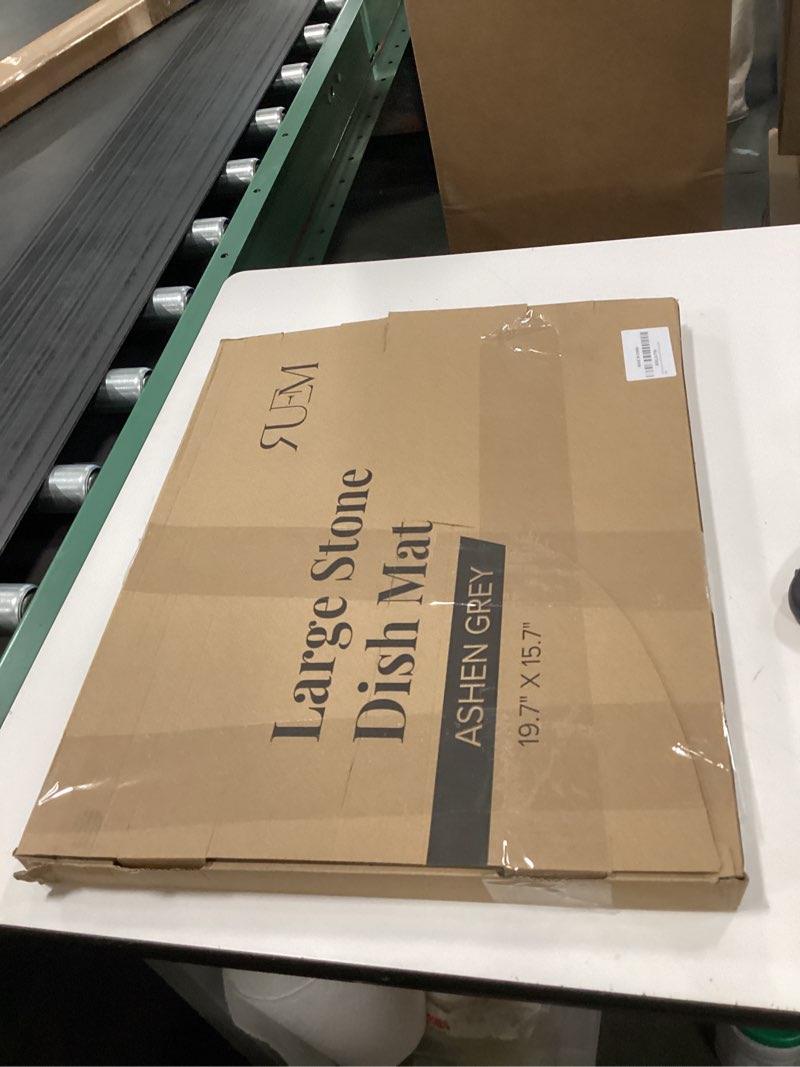 RUEM
Large Stone
Dish Mat
ASHEN GREY
19.7" X 15.7"